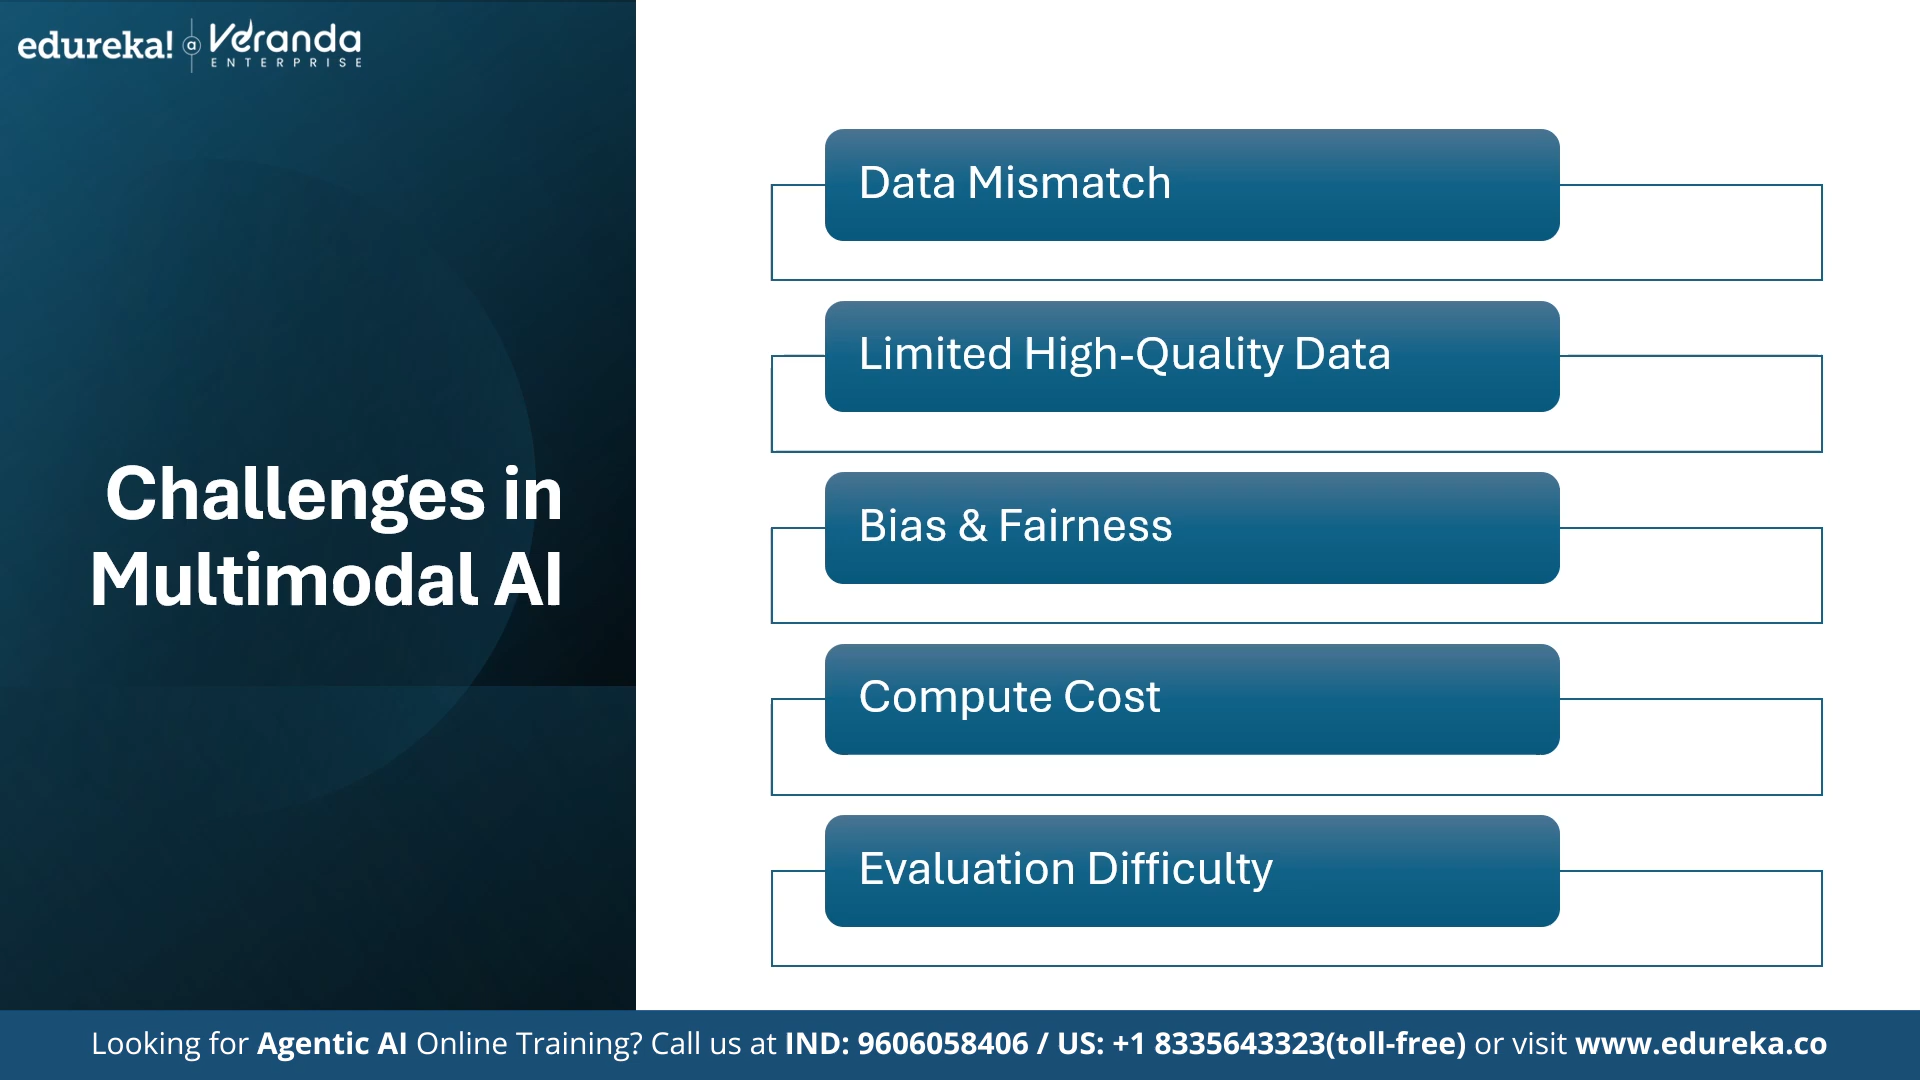 edureka! a Veranda
ENTERPRISE
Challenges in
Multimodal AI
Data Mismatch
Limited High-Quality Data
Bias & Fairness
Compute Cost
Evaluation Difficulty
Looking for Agentic AI Online Training? Call us at IND: 9606058406 / US: +1 8335643323(toll-free) or visit www.edureka.co